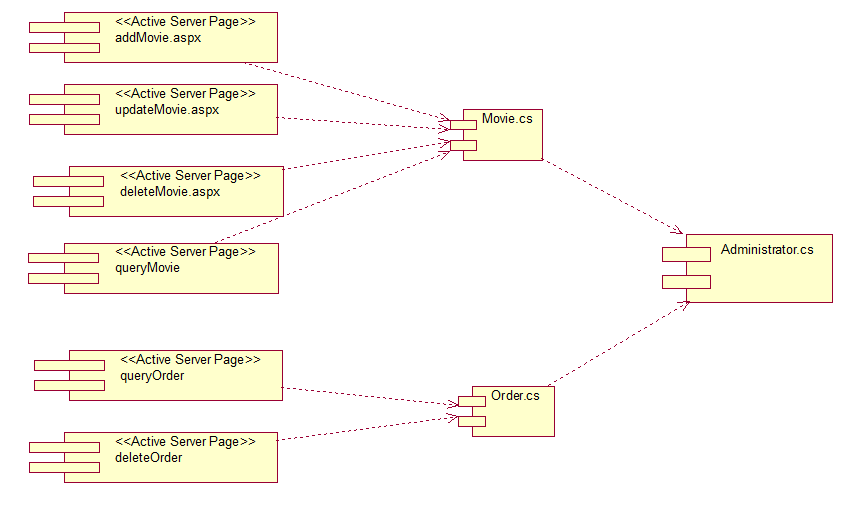 <<Active Server Page>>
addMovie.aspx
<<Active Server Page>>
updateMovie.aspx
Movie.cs
<<Active Server Page>>
deleteMovie.aspx
<<Active Server Page>>
queryMovie
Administrator.cs
<<Active Server Page>>
queryOrder
Order.cs
<<Active Server Page>>
deleteOrder